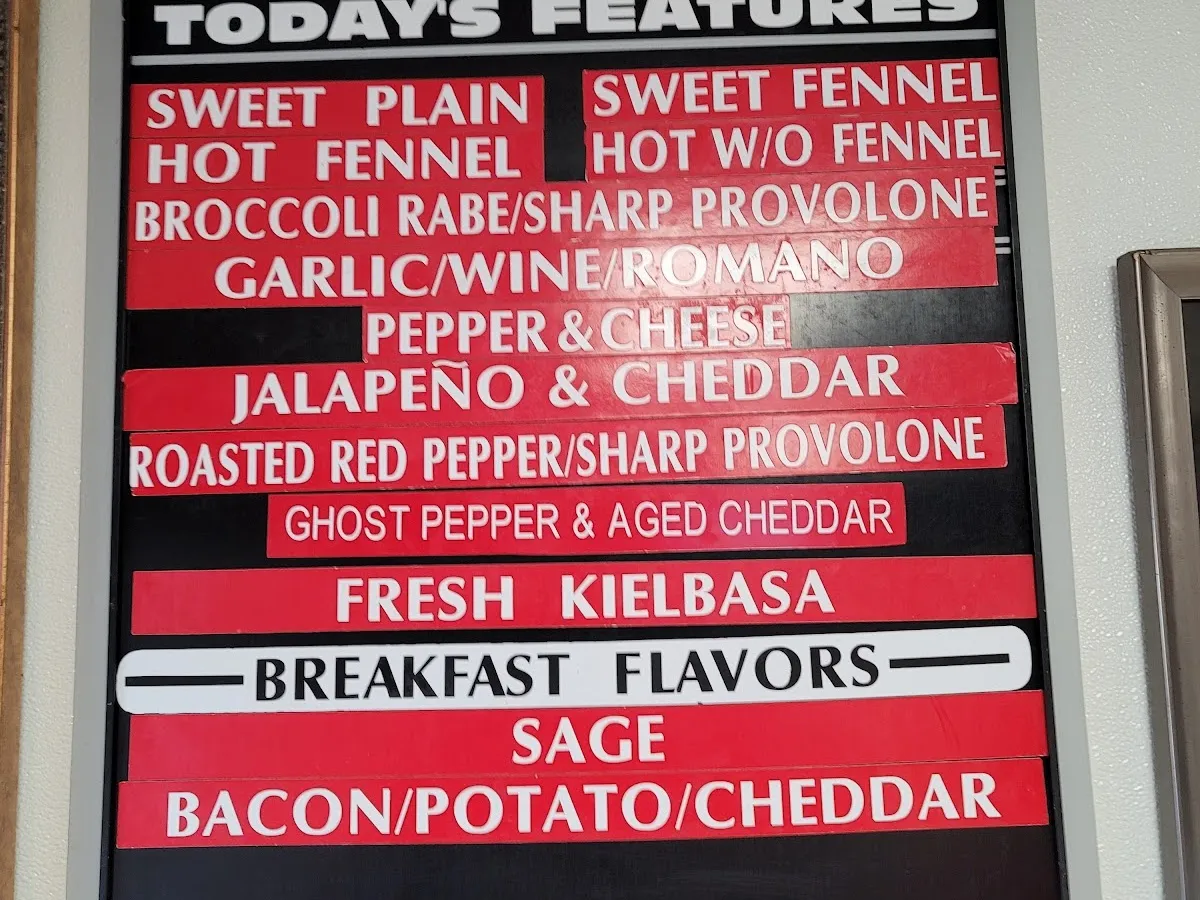 TODAY'S FEATURES
SWEET PLAIN SWEET FENNEL
HOT FENNEL HOT W/O FENNEL
BROCCOLI RABE/SHARP PROVOLONE
GARLIC/WINE/ROMANO
PEPPER & CHEESE
JALAPEÑO & CHEDDAR
ROASTED RED PEPPER/SHARP PROVOLONE
GHOST PEPPER & AGED CHEDDAR
FRESH KIELBASA
BREAKFAST FLAVORS
SAGE
BACON/POTATO/CHEDDAR